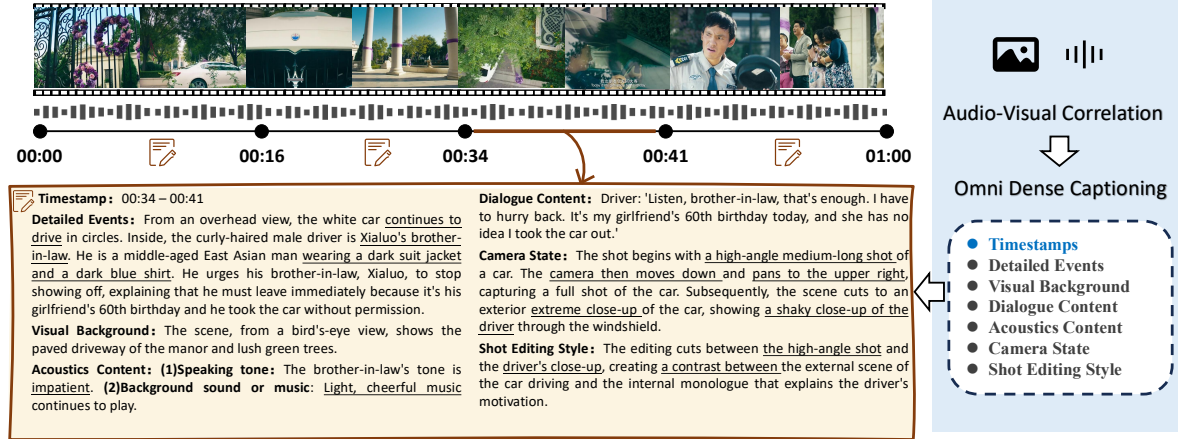 00:00
00:16
00:34
00:41
01:00
Timestamp: 00:34 – 00:41
Detailed Events: From an overhead view, the white car continues to
drive in circles. Inside, the curly-haired male driver is Xialuo's brother-
in-law. He is a middle-aged East Asian man wearing a dark suit jacket
and a dark blue shirt. He urges his brother-in-law, Xialuo, to stop
showing off, explaining that he must leave immediately because it's his
girlfriend's 60th birthday and he took the car without permission.
Visual Background: The scene, from a bird's-eye view, shows the
paved driveway of the manor and lush green trees.
Acoustics Content: (1)Speaking tone: The brother-in-law's tone is
impatient. (2)Background sound or music: Light, cheerful music
continues to play.
Dialogue Content: Driver: 'Listen, brother-in-law, that's enough. I have
to hurry back. It's my girlfriend's 60th birthday today, and she has no
idea I took the car out.'
Camera State: The shot begins with a high-angle medium-long shot of
a car. The camera then moves down and pans to the upper right,
capturing a full shot of the car. Subsequently, the scene cuts to an
exterior extreme close-up of the car, showing a shaky close-up of the
driver through the windshield.
Shot Editing Style: The editing cuts between the high-angle shot and
the driver's close-up, creating a contrast between the external scene of
the car driving and the internal monologue that explains the driver's
motivation.
Audio-Visual Correlation
Omni Dense Captioning
Timestamps
Detailed Events
Visual Background
Dialogue Content
Acoustics Content
Camera State
Shot Editing Style